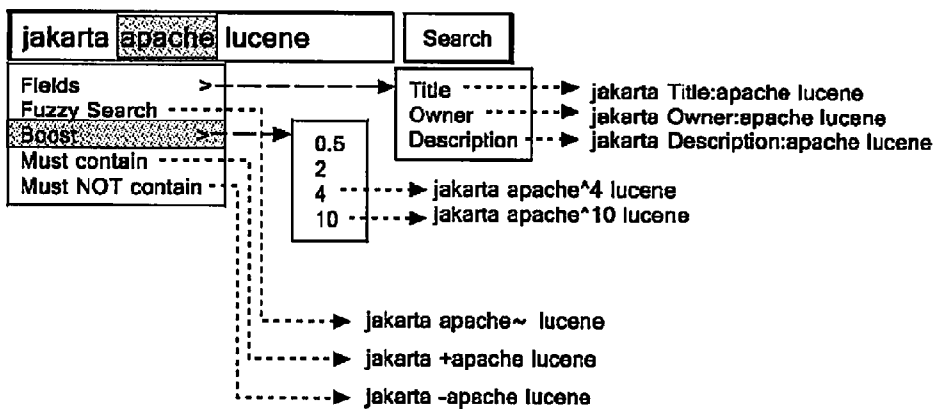 jakarta apache lucene
Search
Fields >
Fuzzy Search
Boost >
Must contain
Must NOT contain
0.5
2
4
10
Title
Owner
Description
jakarta Title:apache lucene
jakarta Owner:apache lucene
jakarta Description:apache lucene
jakarta apache^4 lucene
jakarta apache^10 lucene
jakarta apache~ lucene
jakarta +apache lucene
jakarta -apache lucene